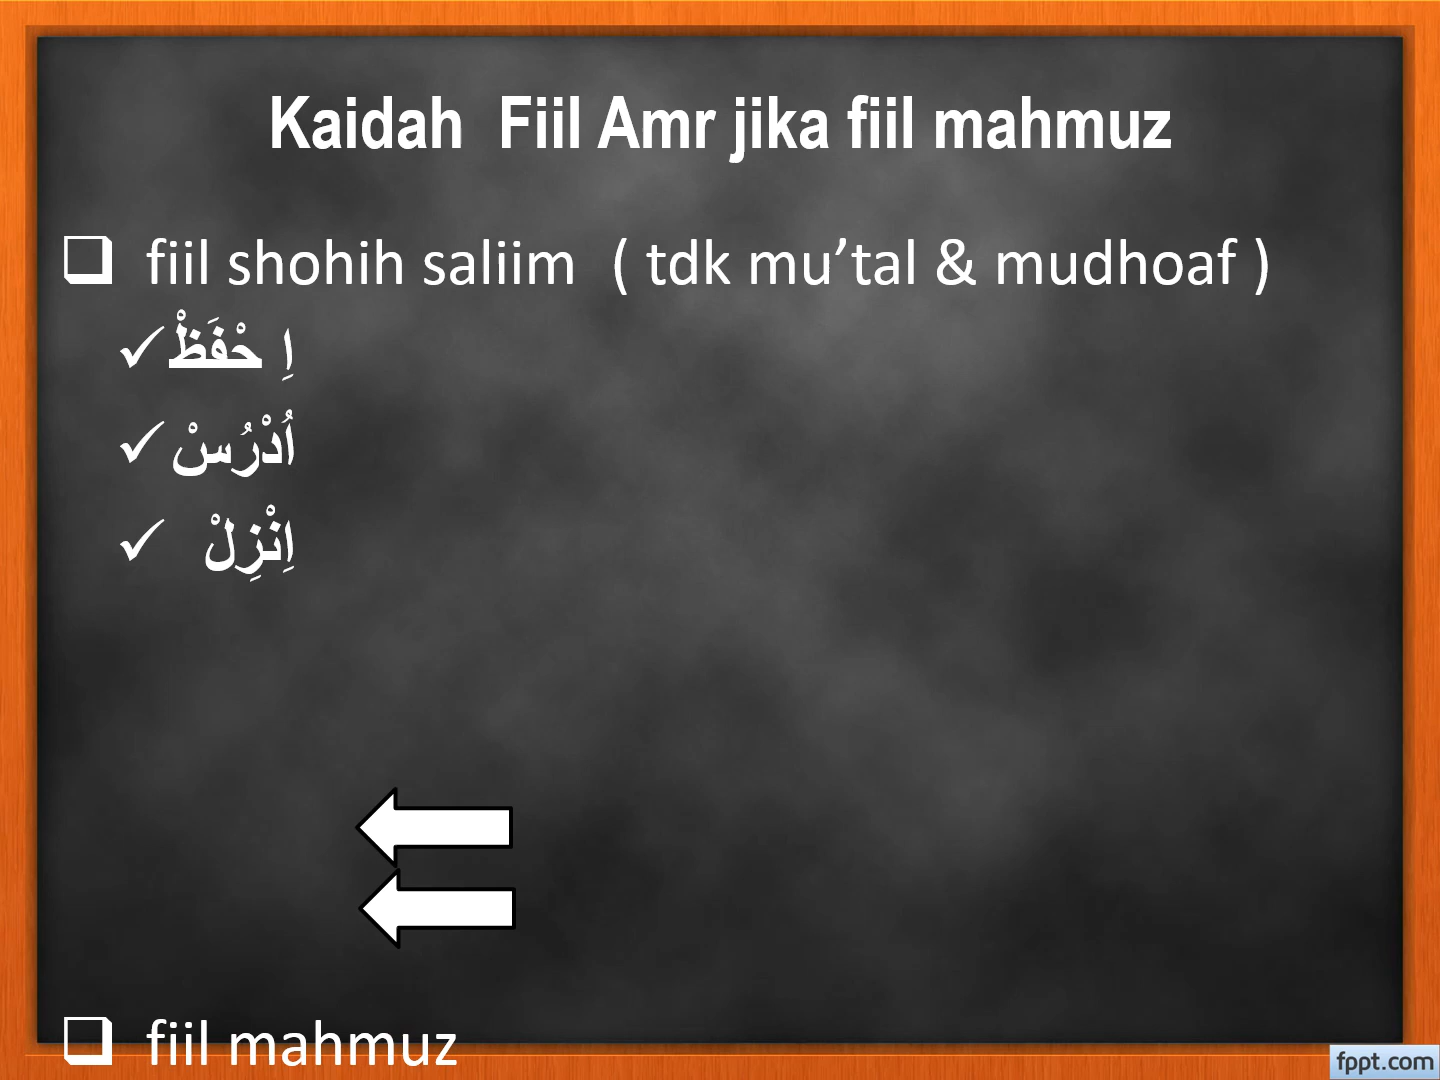 Kaidah  Fiil Amr jika fiil mahmuz
fiil shohih saliim  ( tdk mu’tal & mudhoaf )
اِ حْفَظْ
اُدْرُسْ
اِنْزِلْ
fiil mahmuz
fppt.com